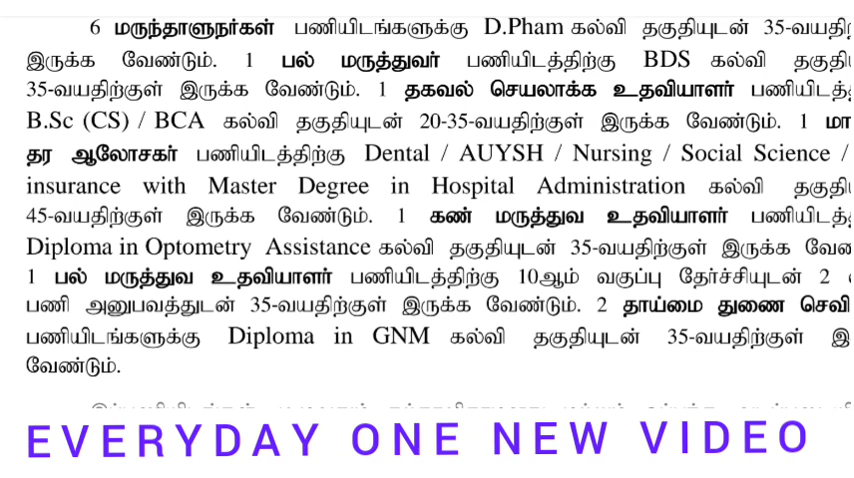 6 மருந்தாளுநர்கள் பணியிடங்களுக்கு D.Pham கல்வி தகுதியுடன் 35-வயதி
இருக்க வேண்டும். 1 பல் மருத்துவர் பணியிடத்திற்கு BDS கல்வி தகுதி
35-வயதிற்குள் இருக்க வேண்டும். 1 தகவல் செயலாக்க உதவியாளர் பணியிடத்
B.Sc (CS) / BCA கல்வி தகுதியுடன் 20-35-வயதிற்குள் இருக்க வேண்டும். 1 மா
தர ஆலோசகர் பணியிடத்திற்கு Dental / AUYSH / Nursing / Social Science /
insurance with Master Degree in Hospital Administration கல்வி தகுதி
45-வயதிற்குள் இருக்க வேண்டும். 1 கண் மருத்துவ உதவியாளர் பணியிடத்
Diploma in Optometry Assistance கல்வி தகுதியுடன் 35-வயதிற்குள் இருக்க வேண
1 பல் மருத்துவ உதவியாளர் பணியிடத்திற்கு 10ஆம் வகுப்பு தேர்ச்சியுடன் 2
பணி அனுபவத்துடன் 35-வயதிற்குள் இருக்க வேண்டும். 2 தாய்மை துணை செவி
பணியிடங்களுக்கு Diploma in GNM கல்வி தகுதியுடன் 35-வயதிற்குள் இ
வேண்டும்.
EVERYDAY ONE NEW VIDEO